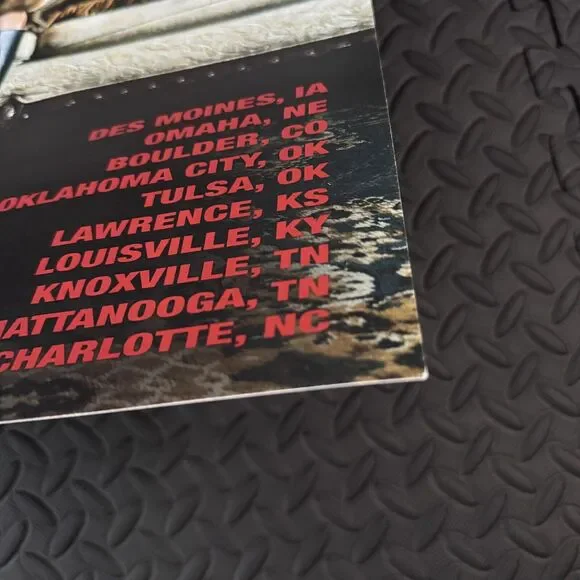 DES MOINES, IA
OMAHA, NE
BOULDER, CO
OKLAHOMA CITY, OK
TULSA, OK
LAWRENCE, KS
LOUISVILLE, KY
KNOXVILLE, TN
HATTANOOGA, TN
CHARLOTTE, NC